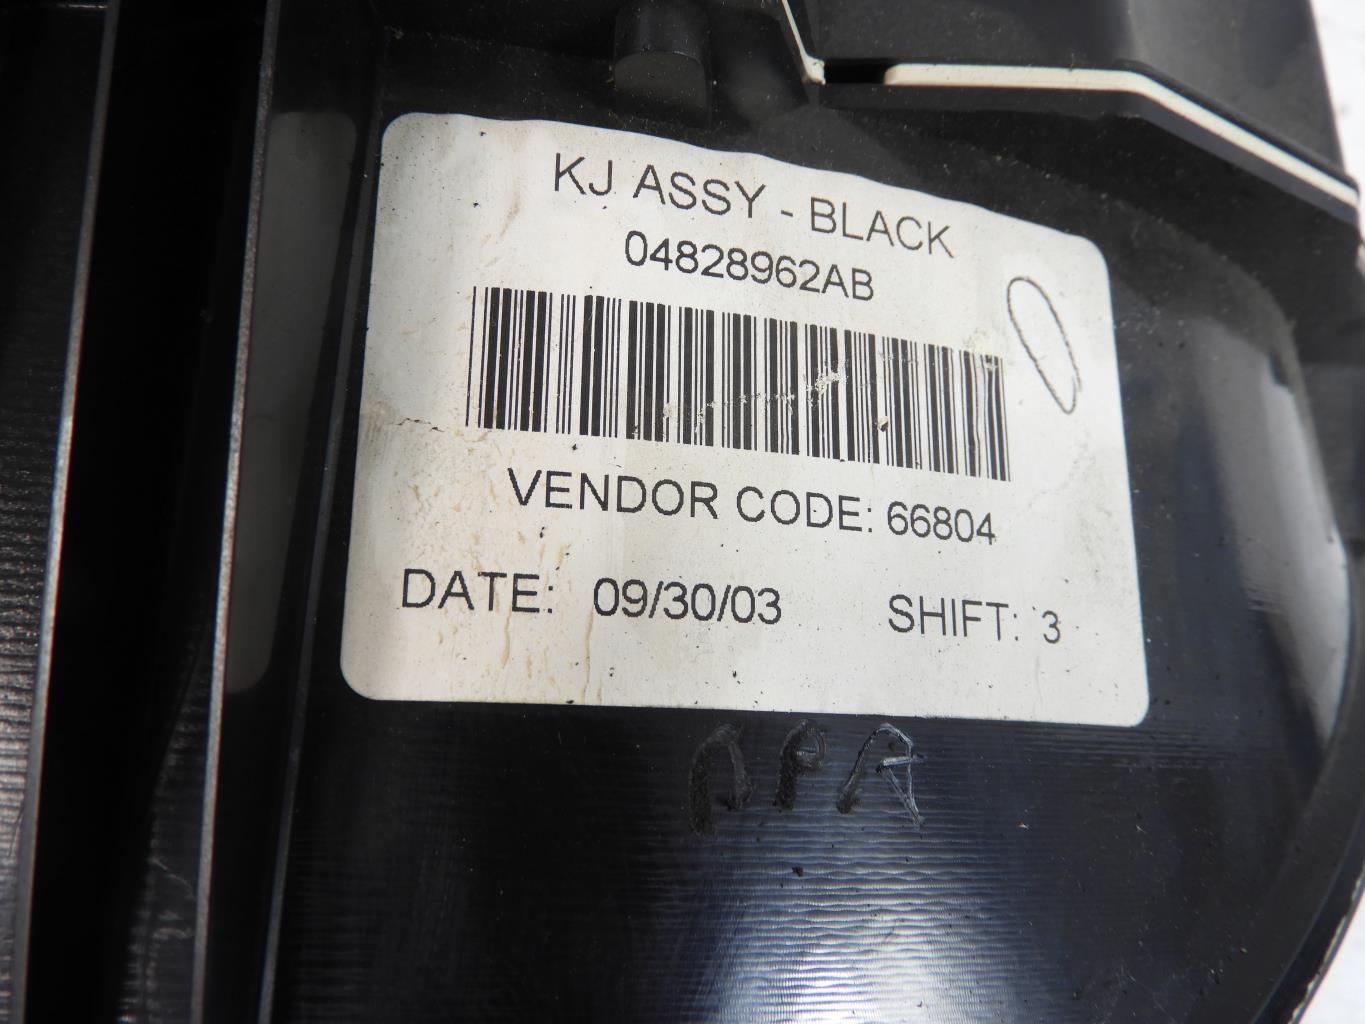 KJ ASSY - BLACK
04828962AB
VENDOR CODE: 66804
DATE: 09/30/03 SHIFT: 3